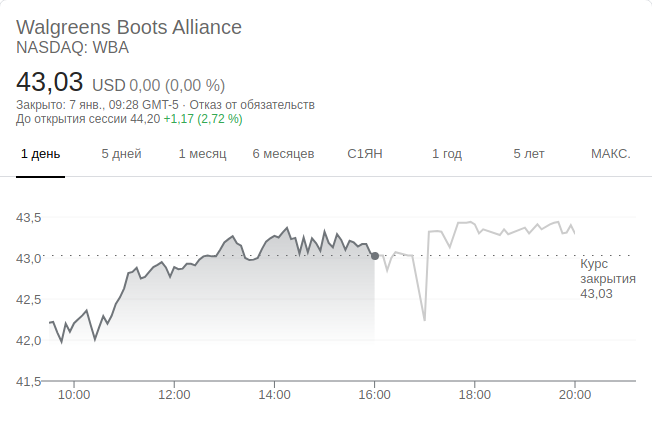 Walgreens Boots Alliance
NASDAQ: WBA
43,03 USD 0,00 (0,00 %)
Закрыто: 7 янв., 09:28 GMT-5 · Отказ от обязательств
До открытия сессии 44,20 +1,17 (2,72 %)
1 день 5 дней 1 месяц 6 месяцев С1ЯН 1 год 5 лет МАКС.
43,5
43,0
Курс
закрытия
43,03
42,5
42,0
41,5
10:00 12:00 14:00 16:00 18:00 20:00